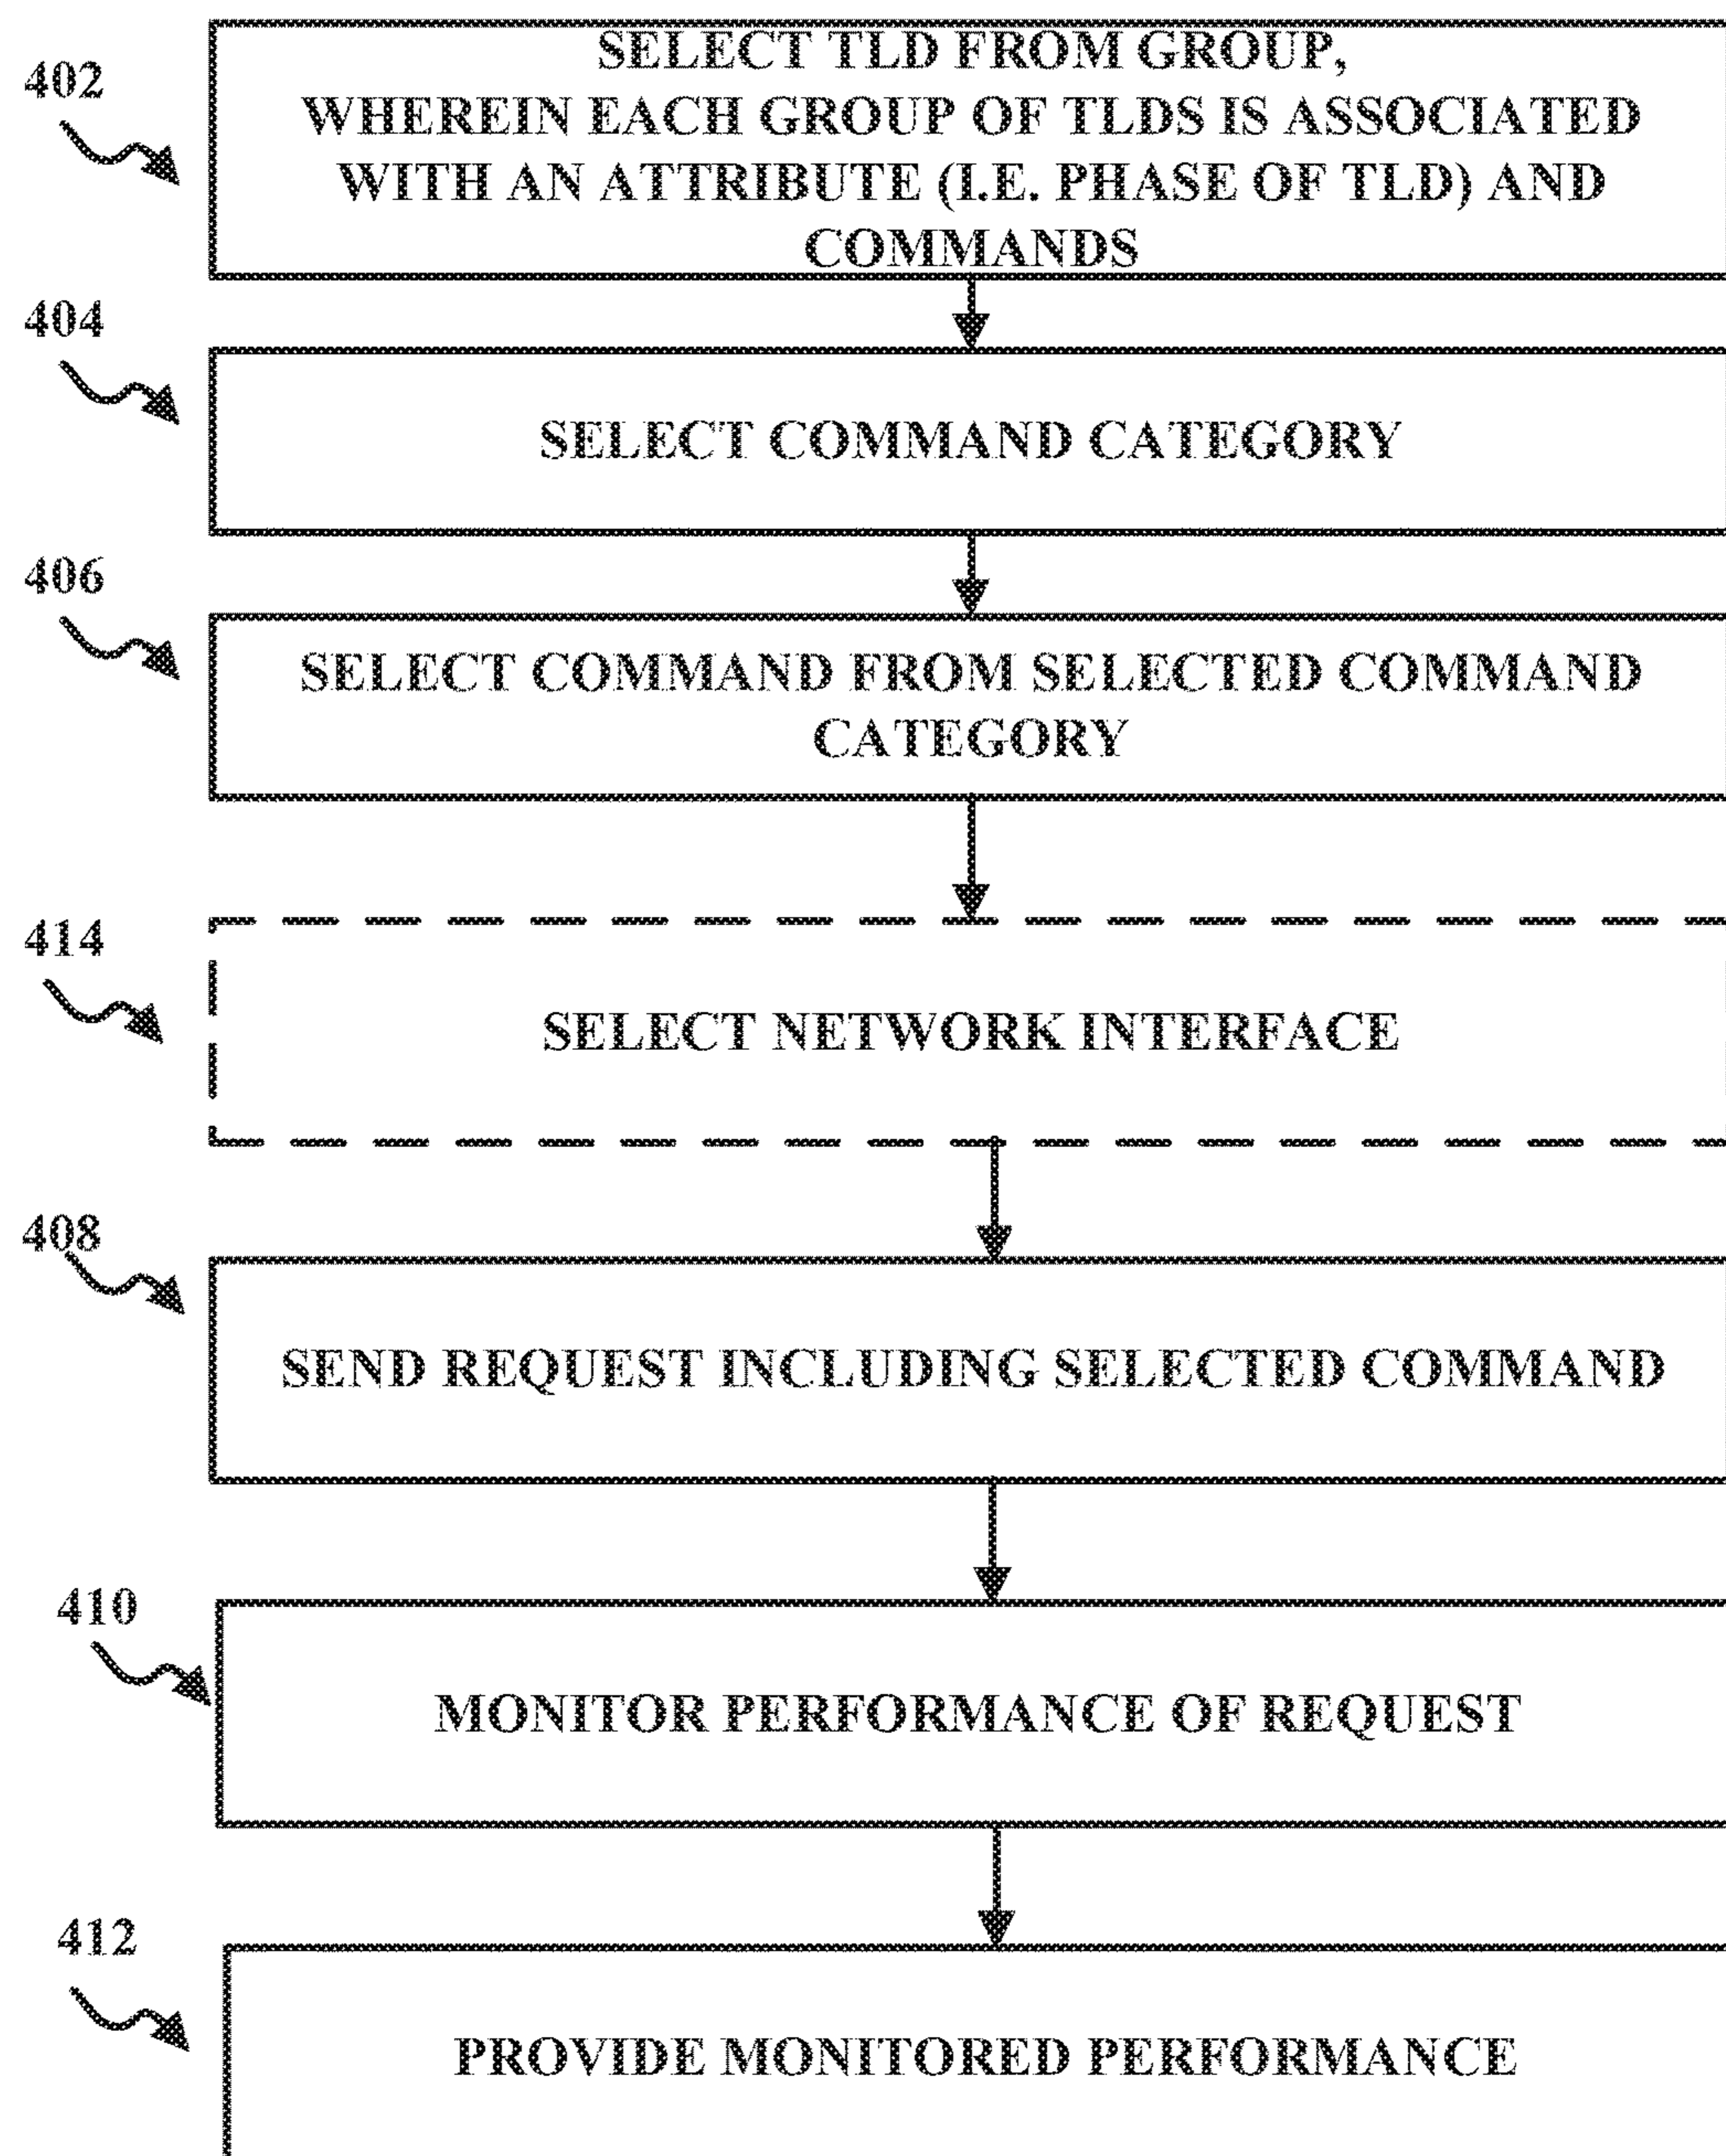 402
SELECT TLD FROM GROUP,
WHEREIN EACH GROUP OF TLDS IS ASSOCIATED
WITH AN ATTRIBUTE (I.E. PHASE OF TLD) AND
COMMANDS
404
SELECT COMMAND CATEGORY
406
SELECT COMMAND FROM SELECTED COMMAND
CATEGORY
414
SELECT NETWORK INTERFACE
408
SEND REQUEST INCLUDING SELECTED COMMAND
410
MONITOR PERFORMANCE OF REQUEST
412
PROVIDE MONITORED PERFORMANCE